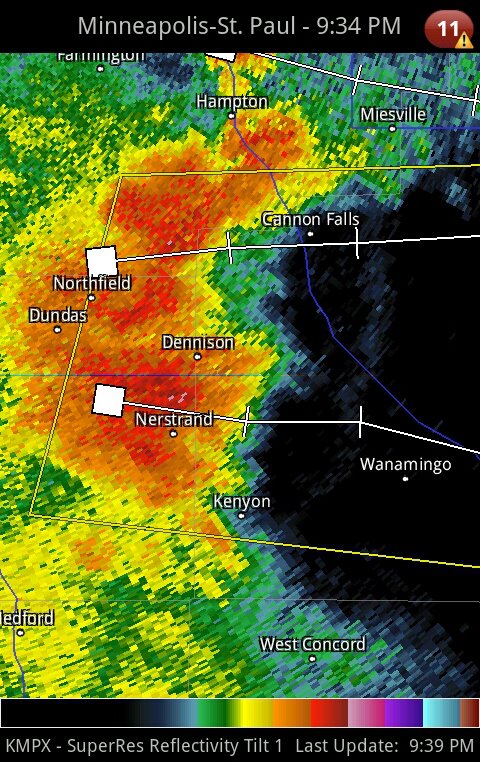 Minneapolis-St. Paul - 9:34 PM
11
Farmington
Hampton
Miesville
Cannon Falls
Northfield
Dundas
Dennison
Nerstrand
Wanamingo
Kenyon
edford
West Concord
KMPX - SuperRes Reflectivity Tilt 1 Last Update: 9:39 PM